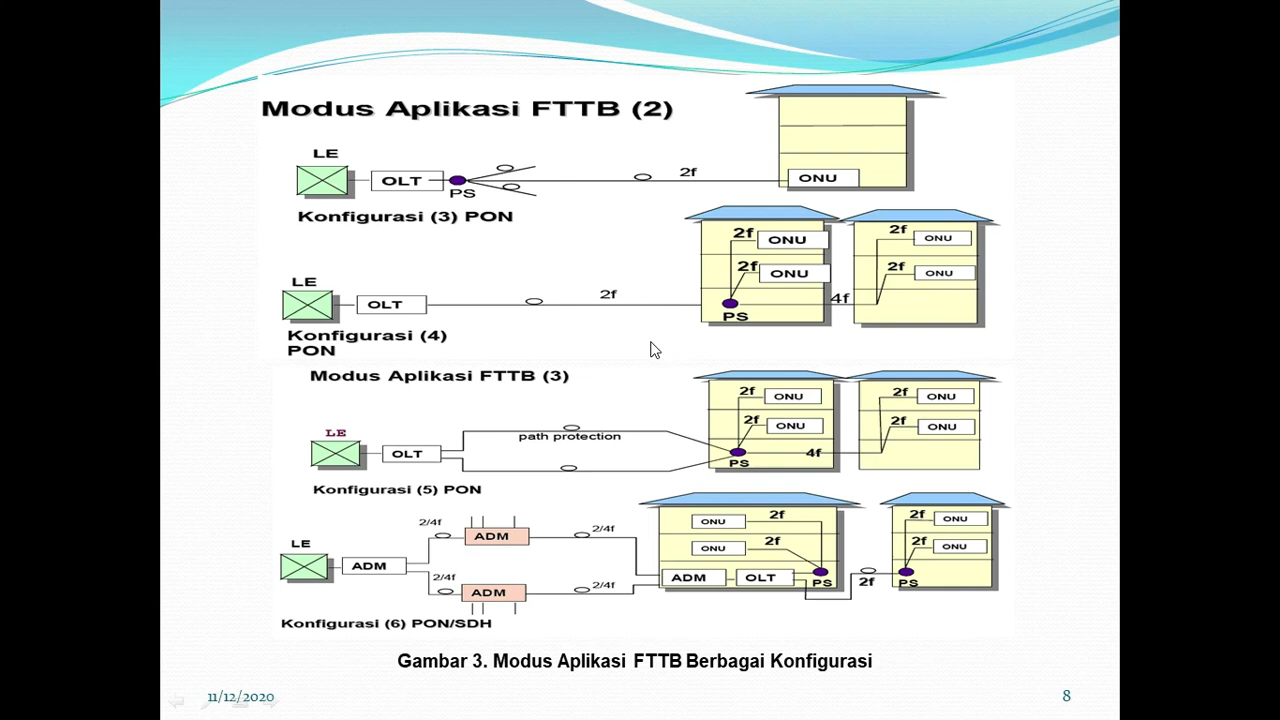 Modus Aplikasi FTTB (2)
LE
OLT
PS
2f
ONU
Konfigurasi (3) PON
LE
OLT
2f
2f
ONU
2f
ONU
PS
4f
2f
ONU
2f
ONU
Konfigurasi (4)
PON
Modus Aplikasi FTTB (3)
LE
OLT
path protection
2f
ONU
2f
ONU
PS
4f
2f
ONU
2f
ONU
Konfigurasi (5) PON
LE
ADM
2/4f
ADM
2/4f
2/4f
ADM
2/4f
ONU
2f
ONU
2f
ADM
OLT
PS
2f
2f
ONU
2f
ONU
PS
Konfigurasi (6) PON/SDH
Gambar 3. Modus Aplikasi FTTB Berbagai Konfigurasi
11/12/2020
8